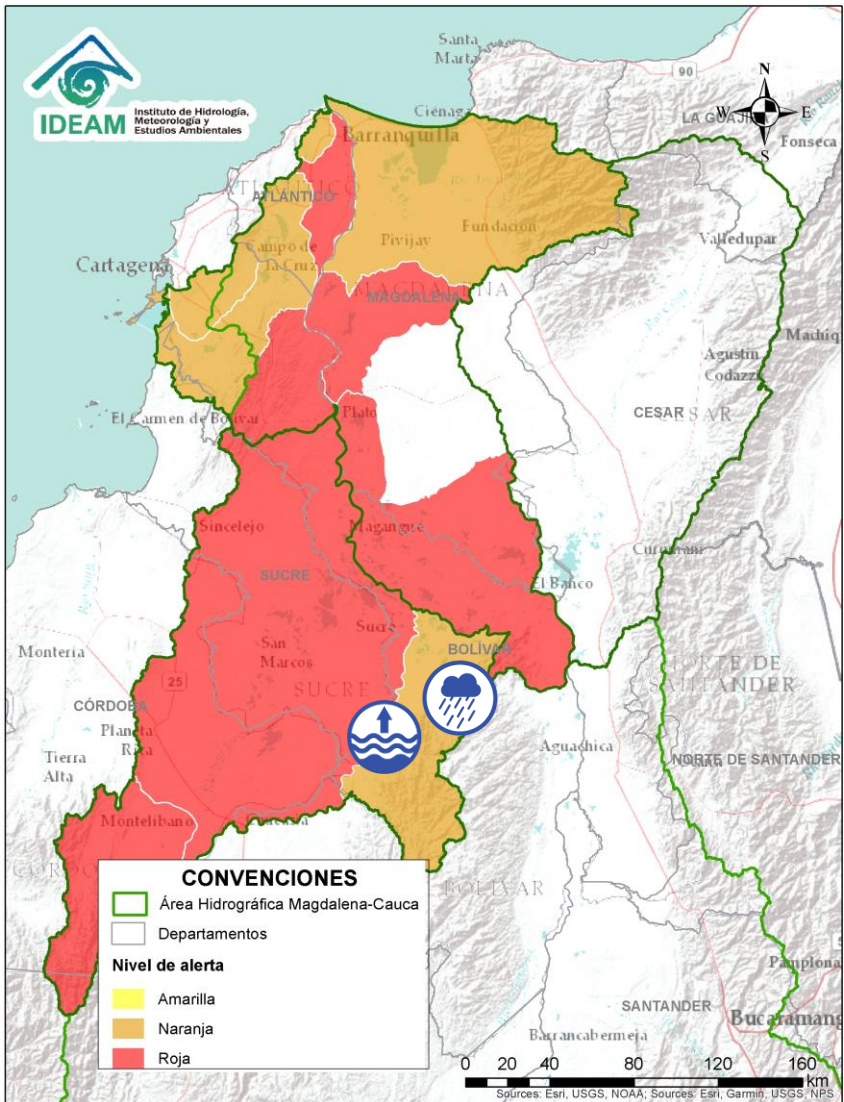 IDEAM
Instituto de Hidrología,
Meteorología y
Estudios Ambientales
Santa
Marta
90
N
W
E
S
LA GUAJI
Fonseca
Ciénaga
Barranquilla
ATLÁNTICO
Pivijay
Fundación
Valledupar
Campo de
la Cruz
Cartagena
MAGDALENA
Machiq
Agustín
Codazzi
CESAR
CESAR
El Carmen de Bolívar
Plato
Sincelejo
Magangué
Curumaní
SUCRE
El Banco
Sucre
BOLÍVAR
Montería
San
Marcos
25
SUCRE
NORTE DE
SANTANDER
CÓRDOBA
Planeta
Rica
Aguachica
NORTE DE SANTANDER
Tierra
Alta
Montelíbano
Caucasia
BOLÍVAR
CONVENCIONES
Área Hidrográfica Magdalena-Cauca
Departamentos
Nivel de alerta
Amarilla
Naranja
Roja
Pamplona
SANTANDER
Bucaramang
Barrancabermeja
0 20 40 80 120 160
km
Sources: Esri, USGS, NOAA; Sources: Esri, Garmin, USGS, NPS